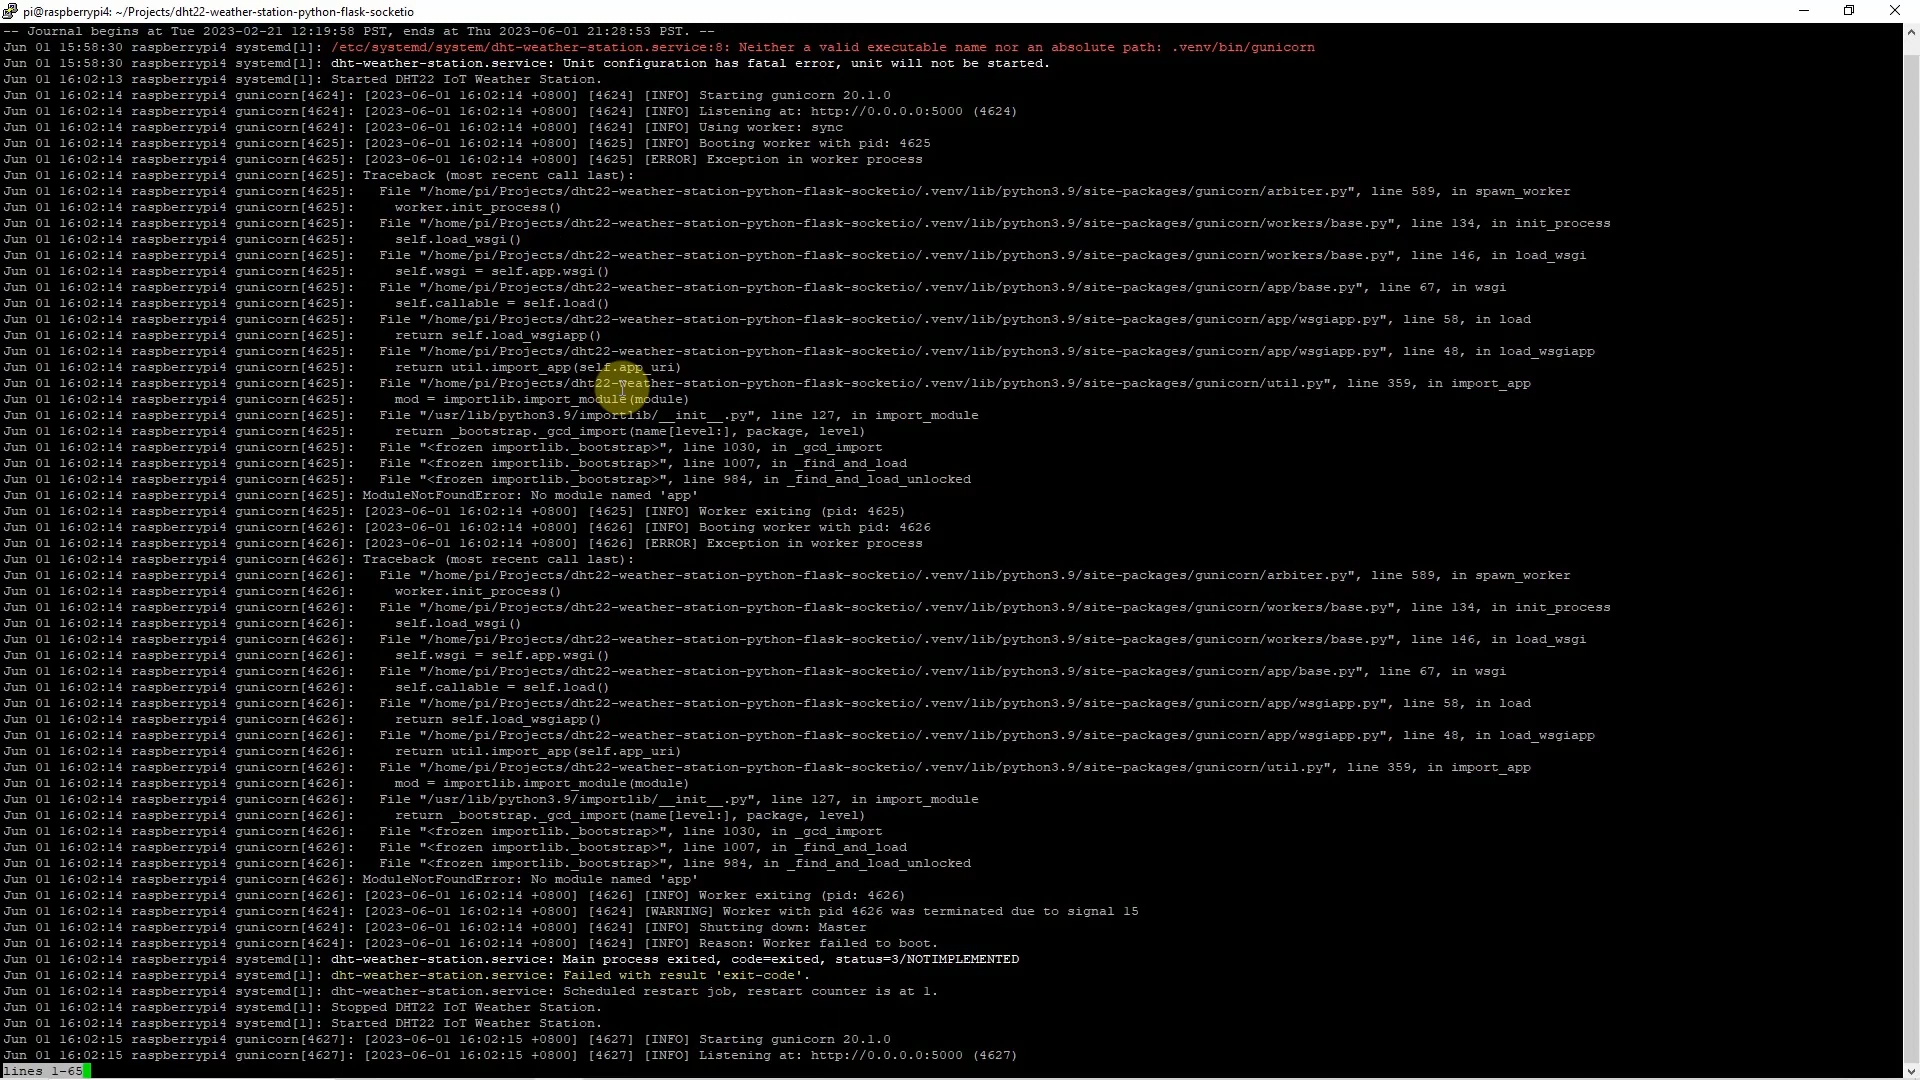 pi@raspberrypi4: ~/Projects/dht22-weather-station-python-flask-socketio
-- Journal begins at Tue 2023-02-21 12:19:58 PST, ends at Thu 2023-06-01 21:28:53 PST. --
Jun 01 15:58:30 raspberrypi4 systemd[1]: /etc/systemd/system/dht-weather-station.service:8: Neither a valid executable name nor an absolute path: .venv/bin/gunicorn
Jun 01 15:58:30 raspberrypi4 systemd[1]: dht-weather-station.service: Unit configuration has fatal error, unit will not be started.
Jun 01 16:02:13 raspberrypi4 systemd[1]: Started DHT22 IoT Weather Station.
Jun 01 16:02:14 raspberrypi4 gunicorn[4624]: [2023-06-01 16:02:14 +0800] [4624] [INFO] Starting gunicorn 20.1.0
Jun 01 16:02:14 raspberrypi4 gunicorn[4624]: [2023-06-01 16:02:14 +0800] [4624] [INFO] Listening at: http://0.0.0.0:5000 (4624)
Jun 01 16:02:14 raspberrypi4 gunicorn[4624]: [2023-06-01 16:02:14 +0800] [4624] [INFO] Using worker: sync
Jun 01 16:02:14 raspberrypi4 gunicorn[4625]: [2023-06-01 16:02:14 +0800] [4625] [INFO] Booting worker with pid: 4625
Jun 01 16:02:14 raspberrypi4 gunicorn[4625]: [2023-06-01 16:02:14 +0800] [4625] [ERROR] Exception in worker process
Jun 01 16:02:14 raspberrypi4 gunicorn[4625]: Traceback (most recent call last):
Jun 01 16:02:14 raspberrypi4 gunicorn[4625]:   File "/home/pi/Projects/dht22-weather-station-python-flask-socketio/.venv/lib/python3.9/site-packages/gunicorn/arbiter.py", line 589, in spawn_worker
Jun 01 16:02:14 raspberrypi4 gunicorn[4625]:     worker.init_process()
Jun 01 16:02:14 raspberrypi4 gunicorn[4625]:   File "/home/pi/Projects/dht22-weather-station-python-flask-socketio/.venv/lib/python3.9/site-packages/gunicorn/workers/base.py", line 134, in init_process
Jun 01 16:02:14 raspberrypi4 gunicorn[4625]:     self.load_wsgi()
Jun 01 16:02:14 raspberrypi4 gunicorn[4625]:   File "/home/pi/Projects/dht22-weather-station-python-flask-socketio/.venv/lib/python3.9/site-packages/gunicorn/workers/base.py", line 146, in load_wsgi
Jun 01 16:02:14 raspberrypi4 gunicorn[4625]:     self.wsgi = self.app.wsgi()
Jun 01 16:02:14 raspberrypi4 gunicorn[4625]:   File "/home/pi/Projects/dht22-weather-station-python-flask-socketio/.venv/lib/python3.9/site-packages/gunicorn/app/base.py", line 67, in wsgi
Jun 01 16:02:14 raspberrypi4 gunicorn[4625]:     self.callable = self.load()
Jun 01 16:02:14 raspberrypi4 gunicorn[4625]:   File "/home/pi/Projects/dht22-weather-station-python-flask-socketio/.venv/lib/python3.9/site-packages/gunicorn/app/wsgiapp.py", line 58, in load
Jun 01 16:02:14 raspberrypi4 gunicorn[4625]:     return self.load_wsgiapp()
Jun 01 16:02:14 raspberrypi4 gunicorn[4625]:   File "/home/pi/Projects/dht22-weather-station-python-flask-socketio/.venv/lib/python3.9/site-packages/gunicorn/app/wsgiapp.py", line 48, in load_wsgiapp
Jun 01 16:02:14 raspberrypi4 gunicorn[4625]:     return util.import_app(self.app_uri)
Jun 01 16:02:14 raspberrypi4 gunicorn[4625]:   File "/home/pi/Projects/dht22-weather-station-python-flask-socketio/.venv/lib/python3.9/site-packages/gunicorn/util.py", line 359, in import_app
Jun 01 16:02:14 raspberrypi4 gunicorn[4625]:     mod = importlib.import_module(module)
Jun 01 16:02:14 raspberrypi4 gunicorn[4625]:   File "/usr/lib/python3.9/importlib/__init__.py", line 127, in import_module
Jun 01 16:02:14 raspberrypi4 gunicorn[4625]:     return _bootstrap._gcd_import(name[level:], package, level)
Jun 01 16:02:14 raspberrypi4 gunicorn[4625]:   File "<frozen importlib._bootstrap>", line 1030, in _gcd_import
Jun 01 16:02:14 raspberrypi4 gunicorn[4625]:   File "<frozen importlib._bootstrap>", line 1007, in _find_and_load
Jun 01 16:02:14 raspberrypi4 gunicorn[4625]:   File "<frozen importlib._bootstrap>", line 984, in _find_and_load_unlocked
Jun 01 16:02:14 raspberrypi4 gunicorn[4625]: ModuleNotFoundError: No module named 'app'
Jun 01 16:02:14 raspberrypi4 gunicorn[4625]: [2023-06-01 16:02:14 +0800] [4625] [INFO] Worker exiting (pid: 4625)
Jun 01 16:02:14 raspberrypi4 gunicorn[4626]: [2023-06-01 16:02:14 +0800] [4626] [INFO] Booting worker with pid: 4626
Jun 01 16:02:14 raspberrypi4 gunicorn[4626]: [2023-06-01 16:02:14 +0800] [4626] [ERROR] Exception in worker process
Jun 01 16:02:14 raspberrypi4 gunicorn[4626]: Traceback (most recent call last):
Jun 01 16:02:14 raspberrypi4 gunicorn[4626]:   File "/home/pi/Projects/dht22-weather-station-python-flask-socketio/.venv/lib/python3.9/site-packages/gunicorn/arbiter.py", line 589, in spawn_worker
Jun 01 16:02:14 raspberrypi4 gunicorn[4626]:     worker.init_process()
Jun 01 16:02:14 raspberrypi4 gunicorn[4626]:   File "/home/pi/Projects/dht22-weather-station-python-flask-socketio/.venv/lib/python3.9/site-packages/gunicorn/workers/base.py", line 134, in init_process
Jun 01 16:02:14 raspberrypi4 gunicorn[4626]:     self.load_wsgi()
Jun 01 16:02:14 raspberrypi4 gunicorn[4626]:   File "/home/pi/Projects/dht22-weather-station-python-flask-socketio/.venv/lib/python3.9/site-packages/gunicorn/workers/base.py", line 146, in load_wsgi
Jun 01 16:02:14 raspberrypi4 gunicorn[4626]:     self.wsgi = self.app.wsgi()
Jun 01 16:02:14 raspberrypi4 gunicorn[4626]:   File "/home/pi/Projects/dht22-weather-station-python-flask-socketio/.venv/lib/python3.9/site-packages/gunicorn/app/base.py", line 67, in wsgi
Jun 01 16:02:14 raspberrypi4 gunicorn[4626]:     self.callable = self.load()
Jun 01 16:02:14 raspberrypi4 gunicorn[4626]:   File "/home/pi/Projects/dht22-weather-station-python-flask-socketio/.venv/lib/python3.9/site-packages/gunicorn/app/wsgiapp.py", line 58, in load
Jun 01 16:02:14 raspberrypi4 gunicorn[4626]:     return self.load_wsgiapp()
Jun 01 16:02:14 raspberrypi4 gunicorn[4626]:   File "/home/pi/Projects/dht22-weather-station-python-flask-socketio/.venv/lib/python3.9/site-packages/gunicorn/app/wsgiapp.py", line 48, in load_wsgiapp
Jun 01 16:02:14 raspberrypi4 gunicorn[4626]:     return util.import_app(self.app_uri)
Jun 01 16:02:14 raspberrypi4 gunicorn[4626]:   File "/home/pi/Projects/dht22-weather-station-python-flask-socketio/.venv/lib/python3.9/site-packages/gunicorn/util.py", line 359, in import_app
Jun 01 16:02:14 raspberrypi4 gunicorn[4626]:     mod = importlib.import_module(module)
Jun 01 16:02:14 raspberrypi4 gunicorn[4626]:   File "/usr/lib/python3.9/importlib/__init__.py", line 127, in import_module
Jun 01 16:02:14 raspberrypi4 gunicorn[4626]:     return _bootstrap._gcd_import(name[level:], package, level)
Jun 01 16:02:14 raspberrypi4 gunicorn[4626]:   File "<frozen importlib._bootstrap>", line 1030, in _gcd_import
Jun 01 16:02:14 raspberrypi4 gunicorn[4626]:   File "<frozen importlib._bootstrap>", line 1007, in _find_and_load
Jun 01 16:02:14 raspberrypi4 gunicorn[4626]:   File "<frozen importlib._bootstrap>", line 984, in _find_and_load_unlocked
Jun 01 16:02:14 raspberrypi4 gunicorn[4626]: ModuleNotFoundError: No module named 'app'
Jun 01 16:02:14 raspberrypi4 gunicorn[4626]: [2023-06-01 16:02:14 +0800] [4626] [INFO] Worker exiting (pid: 4626)
Jun 01 16:02:14 raspberrypi4 gunicorn[4624]: [2023-06-01 16:02:14 +0800] [4624] [WARNING] Worker with pid 4626 was terminated due to signal 15
Jun 01 16:02:14 raspberrypi4 gunicorn[4624]: [2023-06-01 16:02:14 +0800] [4624] [INFO] Shutting down: Master
Jun 01 16:02:14 raspberrypi4 gunicorn[4624]: [2023-06-01 16:02:14 +0800] [4624] [INFO] Reason: Worker failed to boot.
Jun 01 16:02:14 raspberrypi4 systemd[1]: dht-weather-station.service: Main process exited, code=exited, status=3/NOTIMPLEMENTED
Jun 01 16:02:14 raspberrypi4 systemd[1]: dht-weather-station.service: Failed with result 'exit-code'.
Jun 01 16:02:14 raspberrypi4 systemd[1]: dht-weather-station.service: Scheduled restart job, restart counter is at 1.
Jun 01 16:02:14 raspberrypi4 systemd[1]: Stopped DHT22 IoT Weather Station.
Jun 01 16:02:14 raspberrypi4 systemd[1]: Started DHT22 IoT Weather Station.
Jun 01 16:02:15 raspberrypi4 gunicorn[4627]: [2023-06-01 16:02:15 +0800] [4627] [INFO] Starting gunicorn 20.1.0
Jun 01 16:02:15 raspberrypi4 gunicorn[4627]: [2023-06-01 16:02:15 +0800] [4627] [INFO] Listening at: http://0.0.0.0:5000 (4627)
lines 1-65